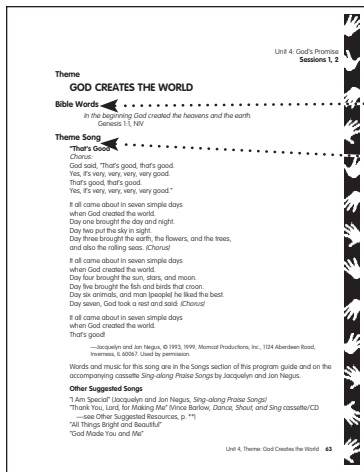 Unit 4: God's Promise
Sessions 1, 2
Theme
GOD CREATES THE WORLD
Bible Words
In the beginning God created the heavens and the earth.
Genesis 1:1, NIV
Theme Song
"That's Good
Chorus:
God said, "That's good, that's good.
Yes, it's very, very, very, very good.
That's good, that's good.
Yes, it's very, very, very, very good."
It all came about in seven simple days
when God created the world.
Day one brought the day and night.
Day two put the sky in sight.
Day three brought the earth, the flowers, and the trees,
and also the rolling seas. (Chorus)
It all came about in seven simple days
when God created the world.
Day four brought the sun, stars, and moon.
Day five brought the fish and birds that croon.
Day six animals, and man (people) he liked the best.
Day seven, God took a rest and said: (Chorus)
It all came about in seven simple days
when God created the world.
That's good!
—Jacquelyn and Jon Negus, © 1993, 1999, Momcat Productions, Inc., 1124 Aberdeen Road,
Inverness, IL 60067. Used by permission.
Words and music for this song are in the Songs section of this program guide and on the
accompanying cassette Sing-along Praise Songs by Jacquelyn and Jon Negus.
Other Suggested Songs
"I Am Special" (Jacquelyn and Jon Negus, Sing-along Praise Songs)
"Thank You, Lord, for Making Me" (Vince Barlow, Dance, Shout, and Sing cassette/CD
—see Other Suggested Resources, p. **)
"All Things Bright and Beautiful"
"God Made You and Me"
Unit 4, Theme: God Creates the World 63